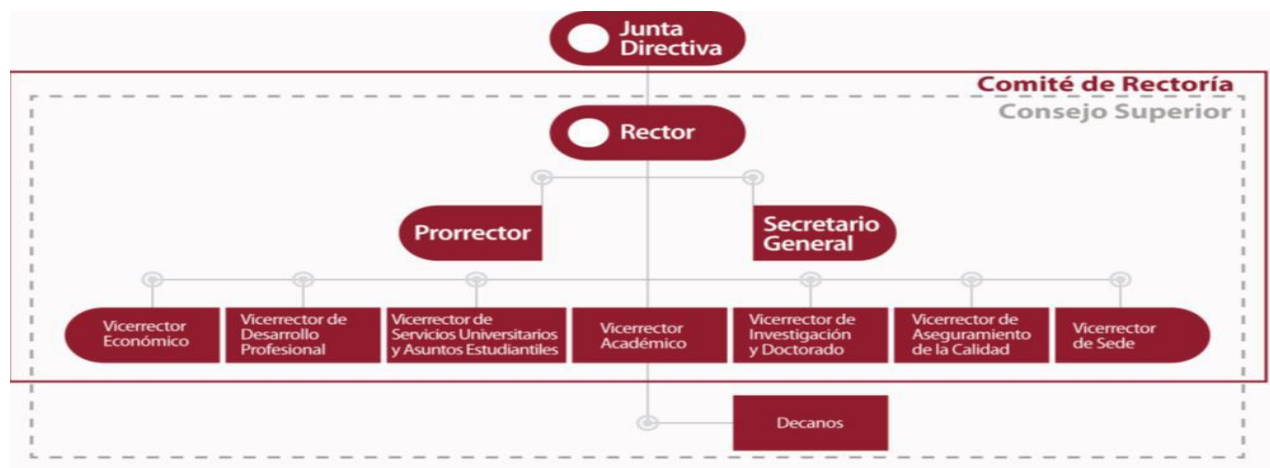 Junta
Directiva
Comité de Rectoría
Consejo Superior
Rector
Prorrector
Secretario
General
Vicerrector
Económico
Vicerrector de
Desarrollo
Profesional
Vicerrector de
Servicios Universitarios
y Asuntos Estudiantiles
Vicerrector
Académico
Vicerrector de
Investigación
y Doctorado
Vicerrector de
Aseguramiento
de la Calidad
Vicerrector
de Sede
Decanos